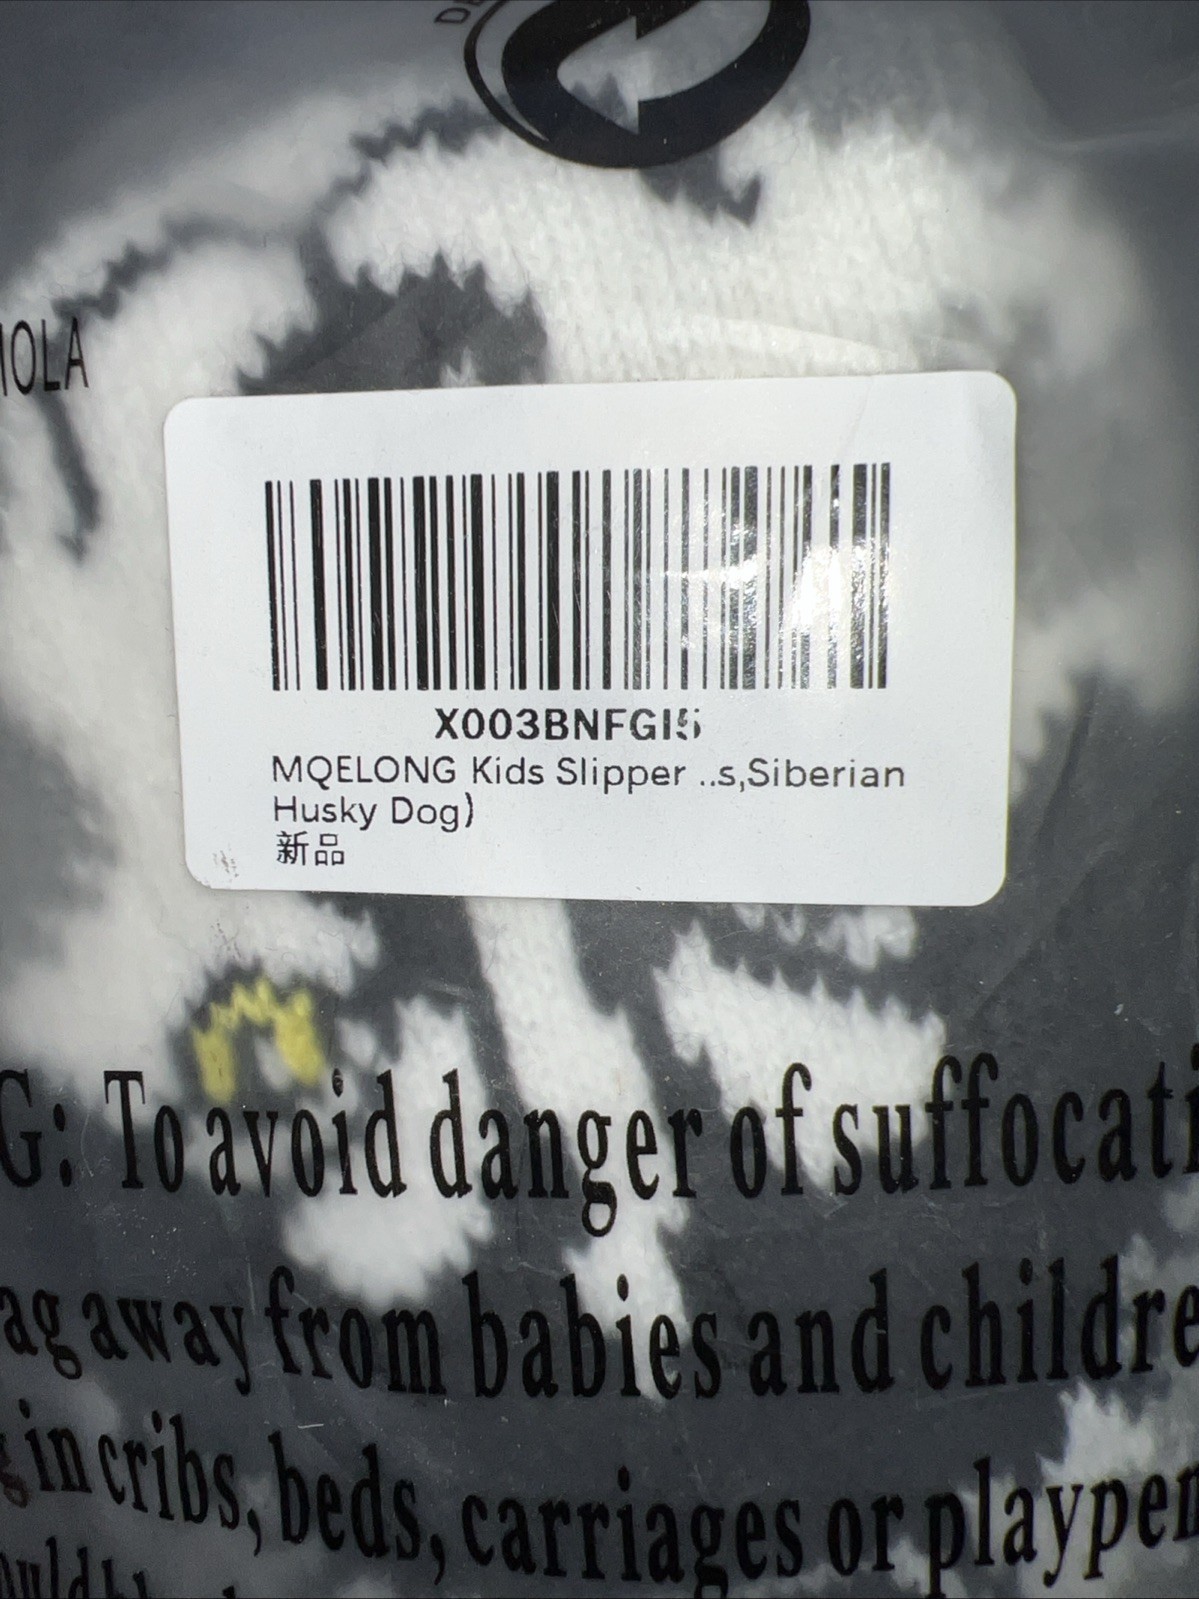 X003BNFGI5
MQELONG Kids Slipper ..s,Siberian
Husky Dog)
新品
G: To avoid danger of suffocati
ag away from babies and childre
in cribs, beds, carriages or playpen